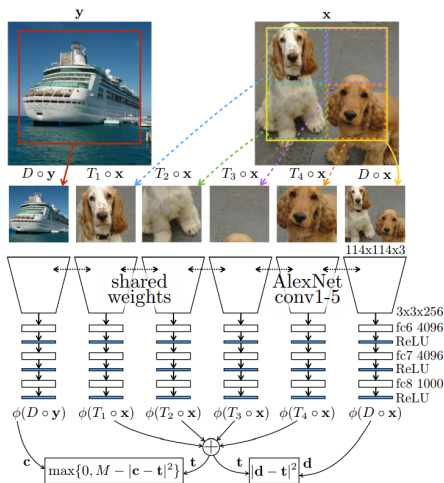 y x
D ∘ y T₁ ∘ x T₂ ∘ x T₃ ∘ x T₄ ∘ x D ∘ x
114x114x3
shared AlexNet
weights conv1-5
3x3x256
fc6 4096
ReLU
fc7 4096
ReLU
fc8 1000
ReLU
ϕ(D ∘ y) ϕ(T₁ ∘ x) ϕ(T₂ ∘ x) ϕ(T₃ ∘ x) ϕ(T₄ ∘ x) ϕ(D ∘ x)
c t t d
max{0, M − |c − t|²} |d − t|²